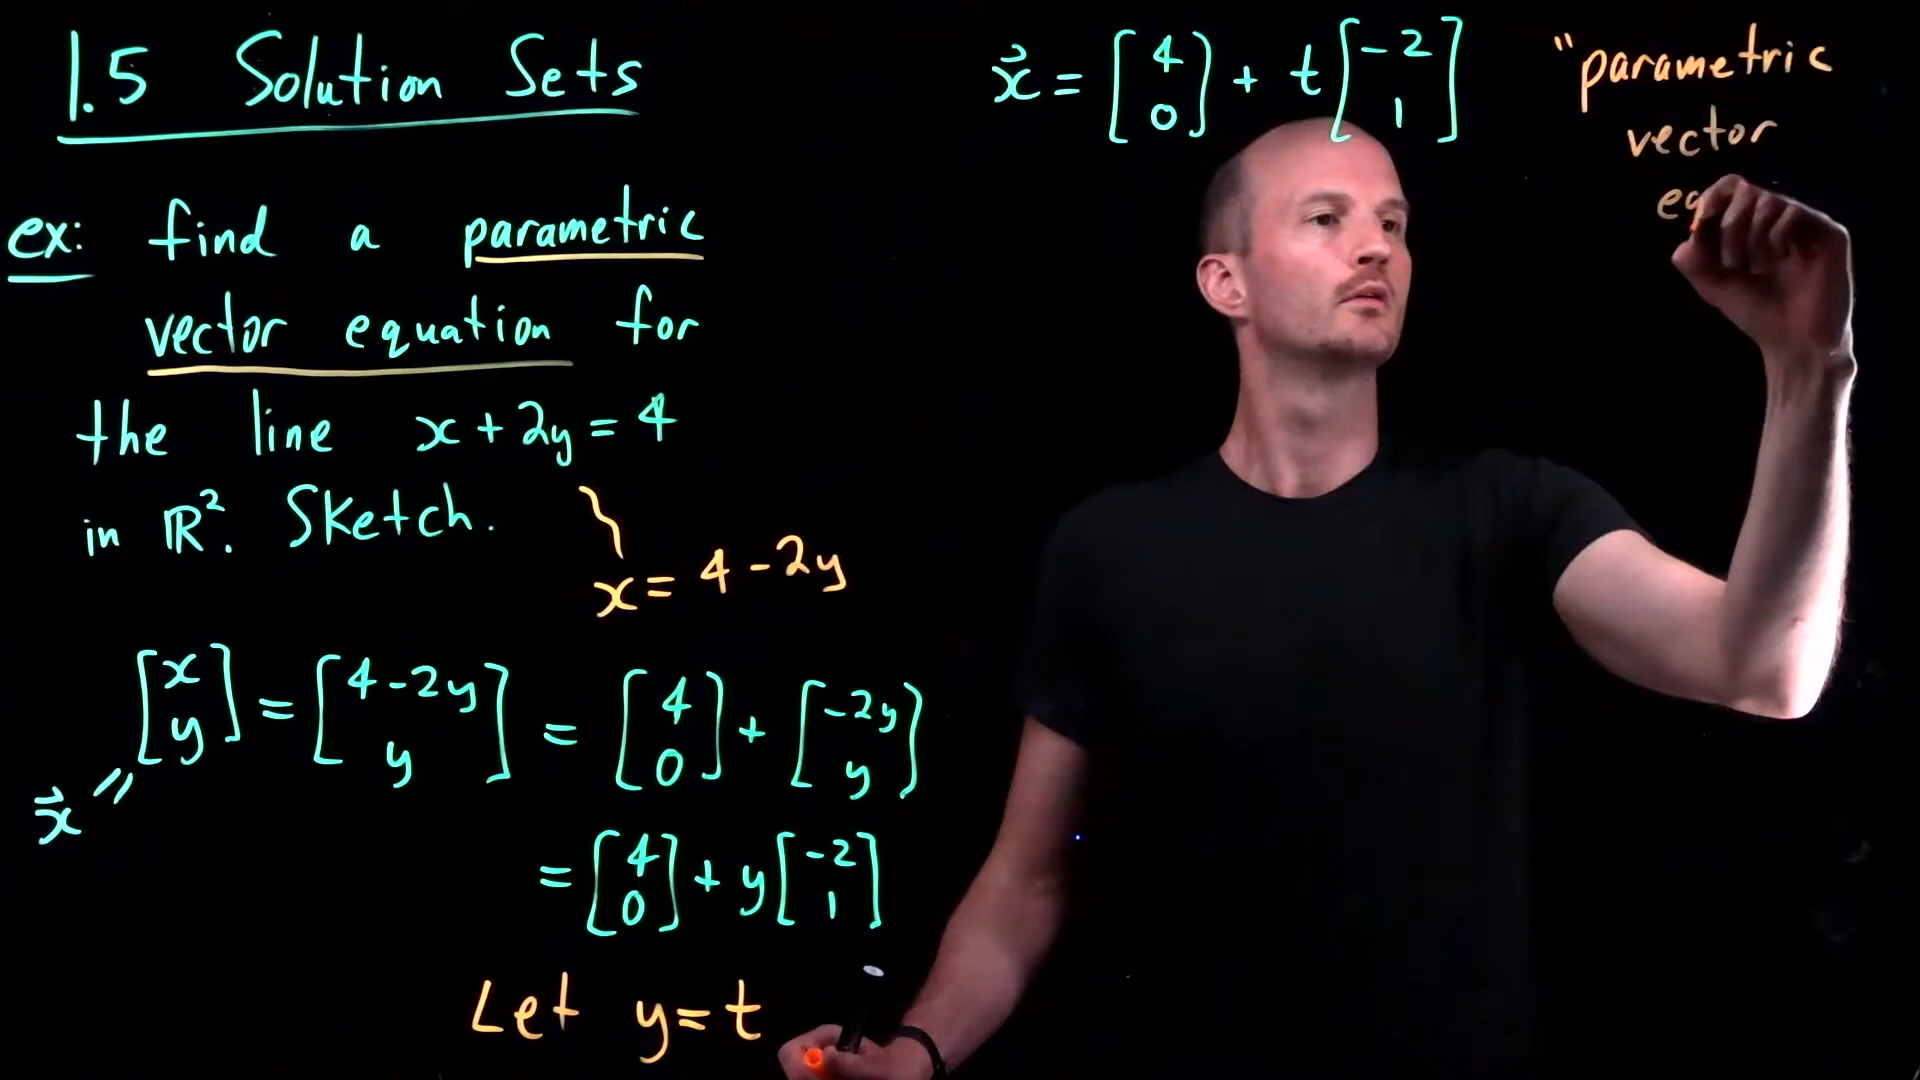 1.5 Solution Sets
ex: find a parametric
vector equation for
the line x + 2y = 4
in ℝ². Sketch.
x = 4 - 2y
[x y] = [4-2y y] = [4 0] + [-2y y]
x⃗ =
= [4 0] + y [-2 1]
Let y = t
x⃗ = [4 0] + t [-2 1]
"parametric
vector
eq